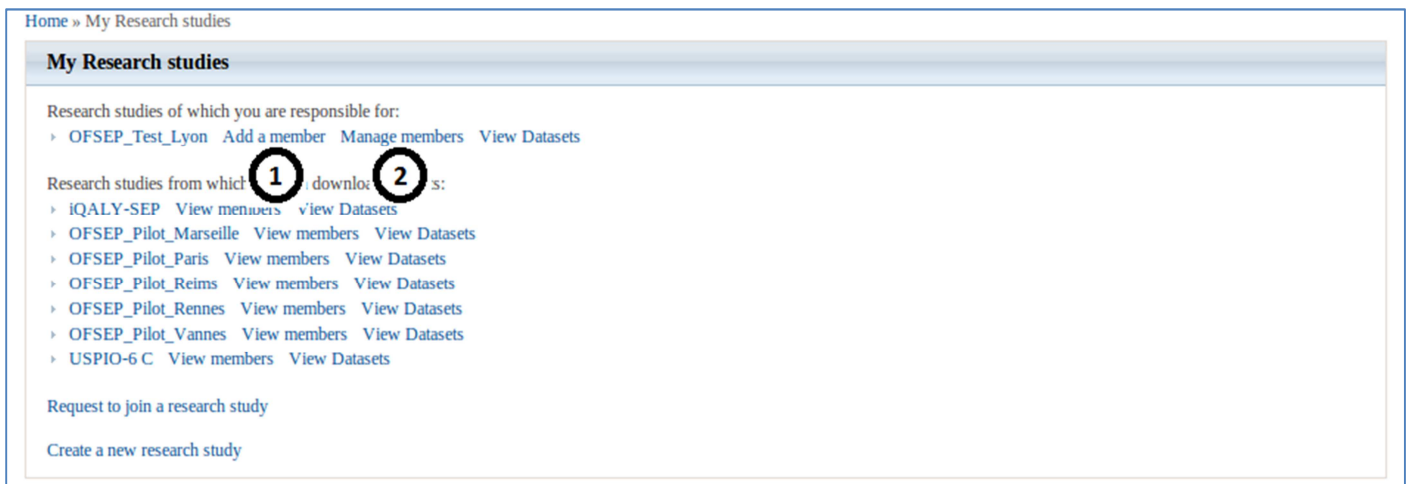 Home » My Research studies
My Research studies
Research studies of which you are responsible for:
OFSEP_Test_Lyon Add a member Manage members View Datasets
1 2
Research studies from which downloa s:
iQALY-SEP View members View Datasets
OFSEP_Pilot_Marseille View members View Datasets
OFSEP_Pilot_Paris View members View Datasets
OFSEP_Pilot_Reims View members View Datasets
OFSEP_Pilot_Rennes View members View Datasets
OFSEP_Pilot_Vannes View members View Datasets
USPIO-6 C View members View Datasets
Request to join a research study
Create a new research study